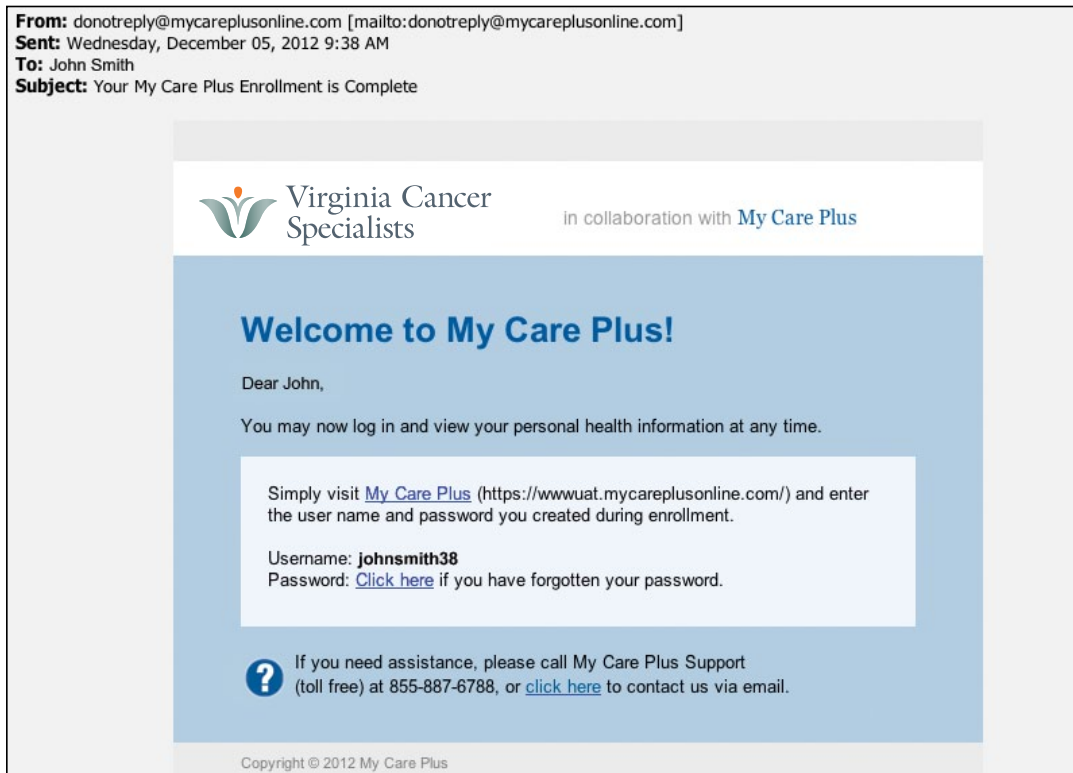 From: donotreply@mycareplusonline.com [mailto:donotreply@mycareplusonline.com]
Sent: Wednesday, December 05, 2012 9:38 AM
To: John Smith
Subject: Your My Care Plus Enrollment is Complete
Virginia Cancer
Specialists
in collaboration with My Care Plus
Welcome to My Care Plus!
Dear John,
You may now log in and view your personal health information at any time.
Simply visit My Care Plus (https://wwwuat.mycareplusonline.com/) and enter
the user name and password you created during enrollment.
Username: johnsmith38
Password: Click here if you have forgotten your password.
If you need assistance, please call My Care Plus Support
(toll free) at 855-887-6788, or click here to contact us via email.
Copyright © 2012 My Care Plus